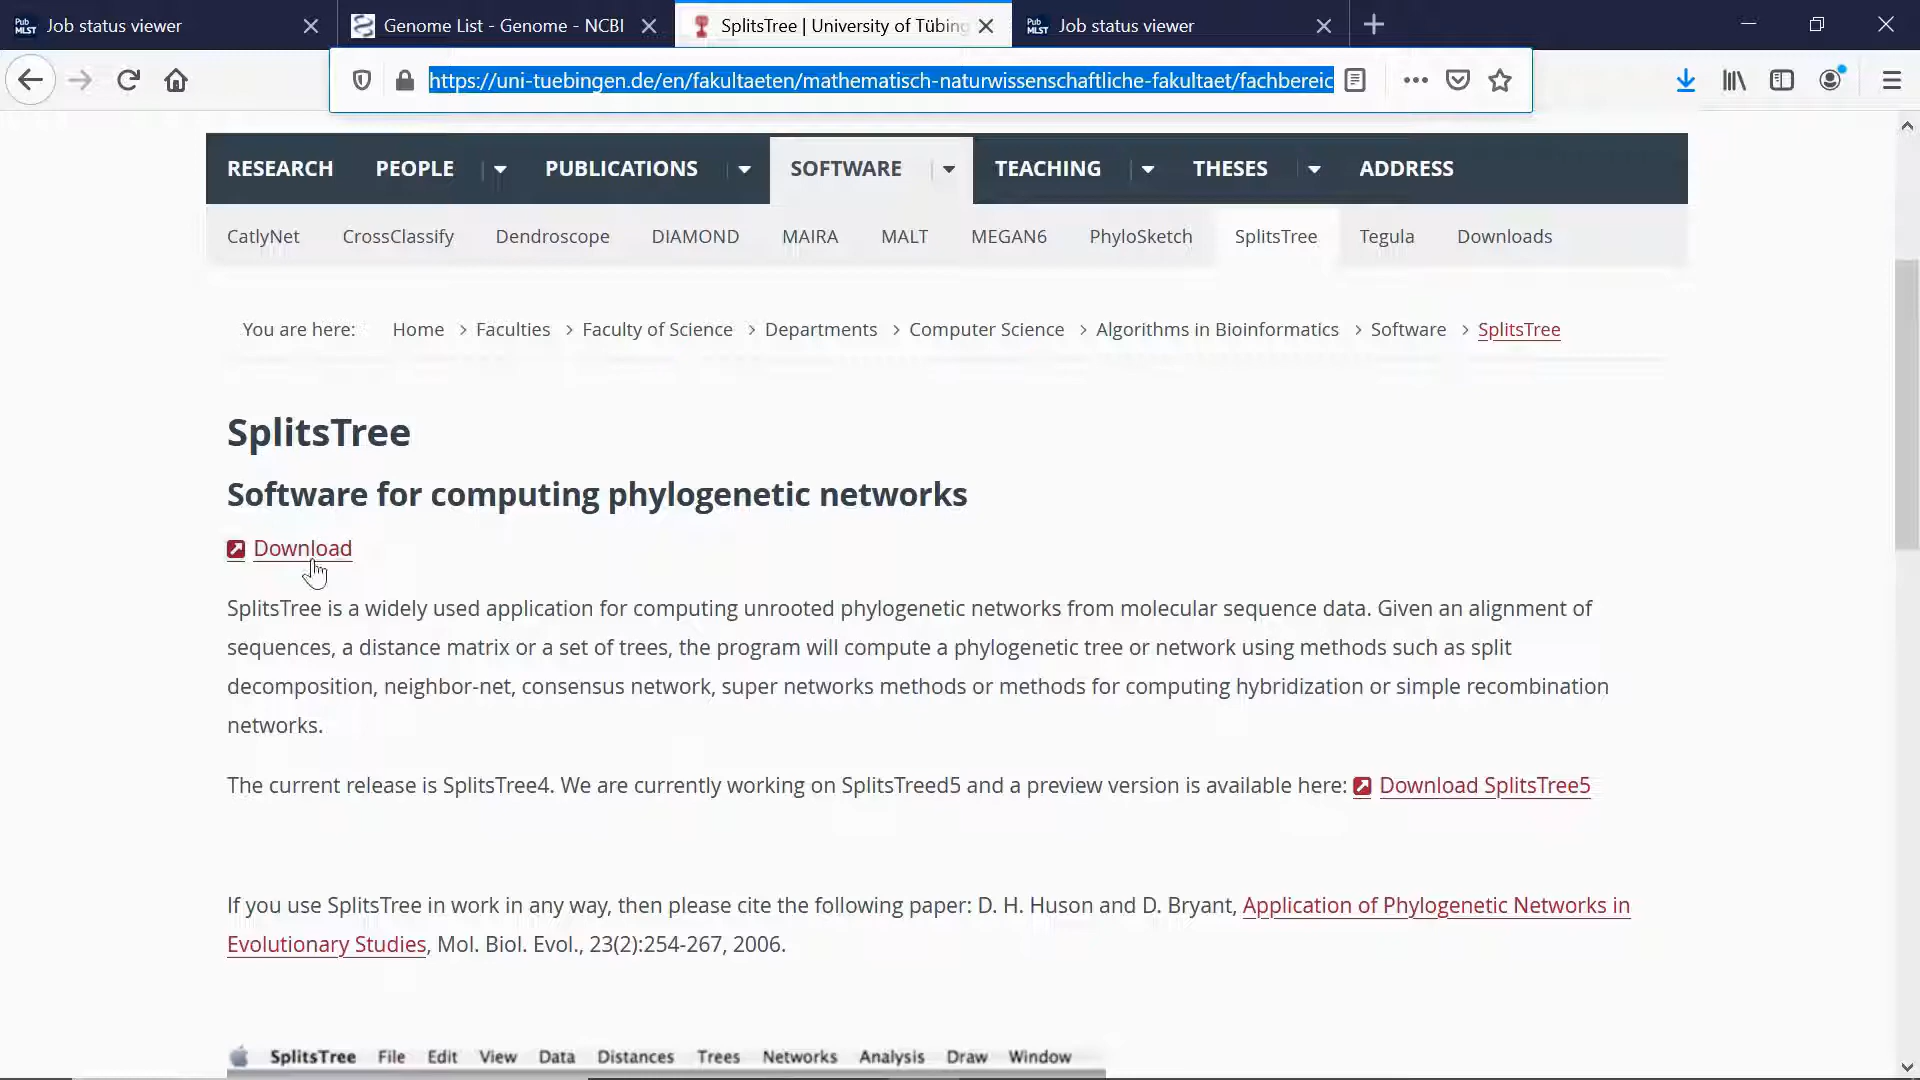 Job status viewer
Genome List - Genome - NCBI
SplitsTree | University of Tübing
Job status viewer
https://uni-tuebingen.de/en/fakultaeten/mathematisch-naturwissenschaftliche-fakultaet/fachbereic
RESEARCH PEOPLE PUBLICATIONS SOFTWARE TEACHING THESES ADDRESS
CatlyNet CrossClassify Dendroscope DIAMOND MAIRA MALT MEGAN6 PhyloSketch SplitsTree Tegula Downloads
You are here: Home > Faculties > Faculty of Science > Departments > Computer Science > Algorithms in Bioinformatics > Software > SplitsTree
SplitsTree
Software for computing phylogenetic networks
Download
SplitsTree is a widely used application for computing unrooted phylogenetic networks from molecular sequence data. Given an alignment of
sequences, a distance matrix or a set of trees, the program will compute a phylogenetic tree or network using methods such as split
decomposition, neighbor-net, consensus network, super networks methods or methods for computing hybridization or simple recombination
networks.
The current release is SplitsTree4. We are currently working on SplitsTreed5 and a preview version is available here: Download SplitsTree5
If you use SplitsTree in work in any way, then please cite the following paper: D. H. Huson and D. Bryant, Application of Phylogenetic Networks in
Evolutionary Studies, Mol. Biol. Evol., 23(2):254-267, 2006.
SplitsTree File Edit View Data Distances Trees Networks Analysis Draw Window